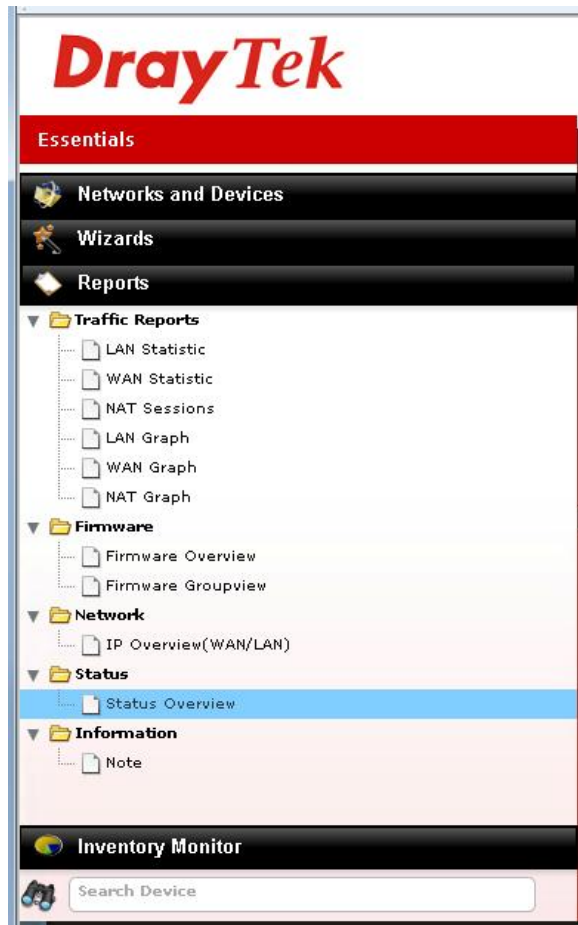 DrayTek
Essentials
Networks and Devices
Wizards
Reports
Traffic Reports
LAN Statistic
WAN Statistic
NAT Sessions
LAN Graph
WAN Graph
NAT Graph
Firmware
Firmware Overview
Firmware Groupview
Network
IP Overview(WAN/LAN)
Status
Status Overview
Information
Note
Inventory Monitor
Search Device